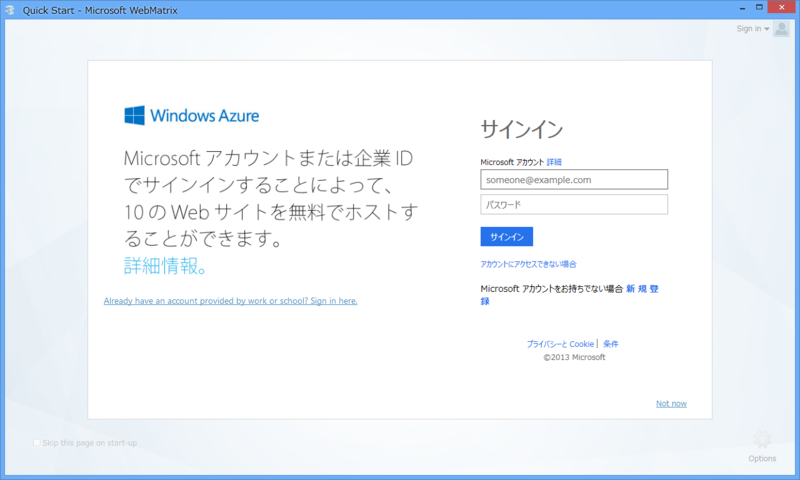 Quick Start - Microsoft WebMatrix
Sign in
Windows Azure
Microsoft アカウントまたは企業 ID
でサインインすることによって、
10 の Web サイトを無料でホストす
ることができます。
詳細情報。
Already have an account provided by work or school? Sign in here.
サインイン
Microsoft アカウント 詳細
someone@example.com
パスワード
サインイン
アカウントにアクセスできない場合
Microsoft アカウントをお持ちでない場合 新 規 登
録
プライバシーと Cookie | 条件
©2013 Microsoft
Not now
Skip this page on start-up
Options